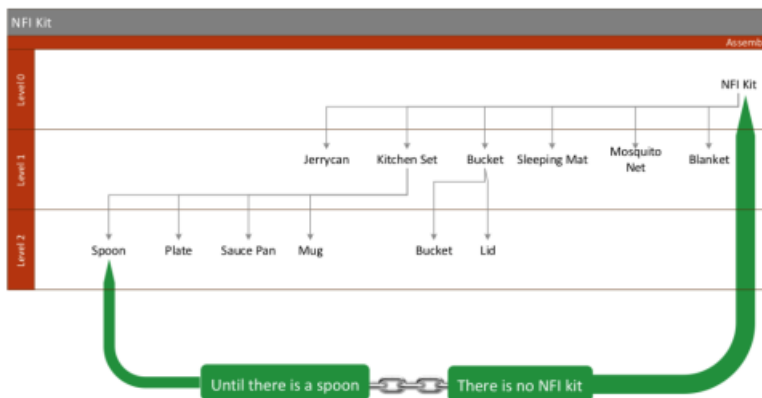 NFI Kit
Level 0
NFI Kit
Level 1
Jerrycan
Kitchen Set
Bucket
Sleeping Mat
Mosquito
Net
Blanket
Level 2
Spoon
Plate
Sauce Pan
Mug
Bucket
Lid
Until there is a spoon
There is no NFI kit